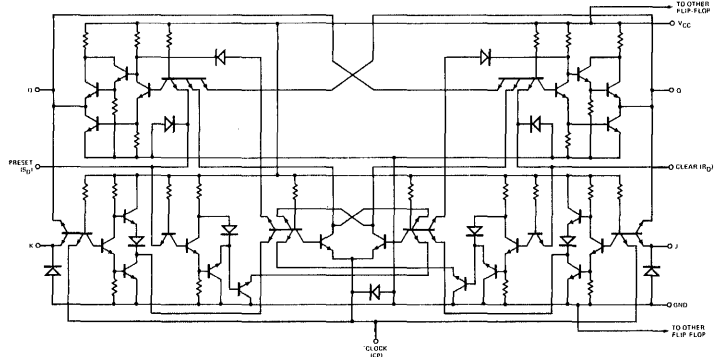 TO OTHER
FLIP-FLOP
VCC
Q
PRESET
(SD)
CLEAR (RD)
K
J
GND
TO OTHER
FLIP FLOP
CLOCK
(CP)